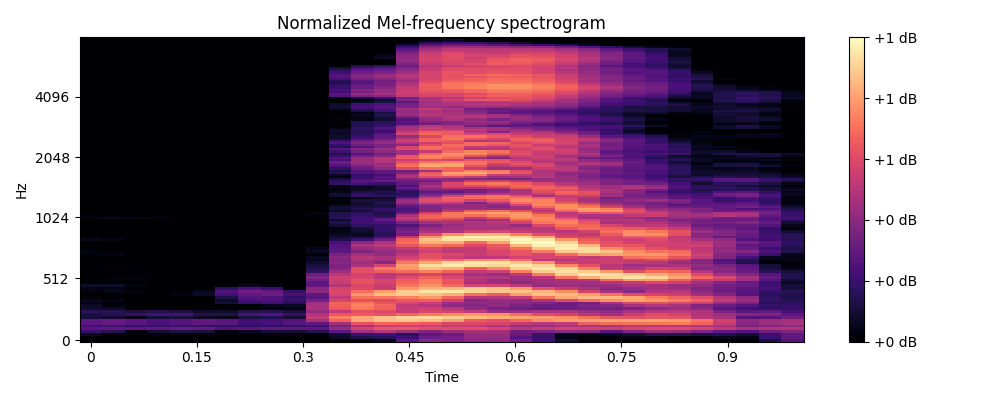 Normalized Mel-frequency spectrogram
+1 dB
4096
+1 dB
2048
+1 dB
Hz
1024
+0 dB
512
+0 dB
0
+0 dB
0 0.15 0.3 0.45 0.6 0.75 0.9
Time